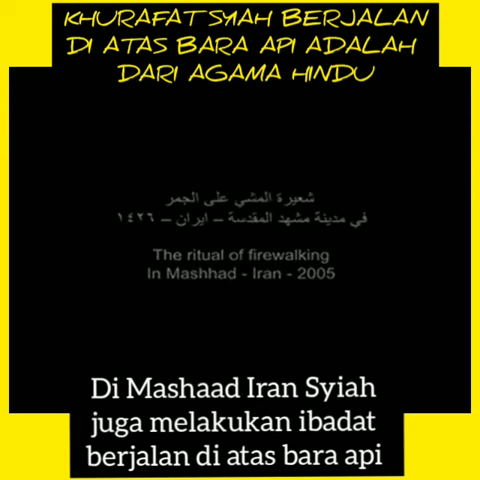 KHURAFAT SYIAH BERJALAN
DI ATAS BARA API ADALAH
DARI AGAMA HINDU
شعيرة المشي على الجمر
في مدينة مشهد المقدسة – ايران – ١٤٢٦
The ritual of firewalking
In Mashhad - Iran - 2005
Di Mashaad Iran Syiah
juga melakukan ibadat
berjalan di atas bara api